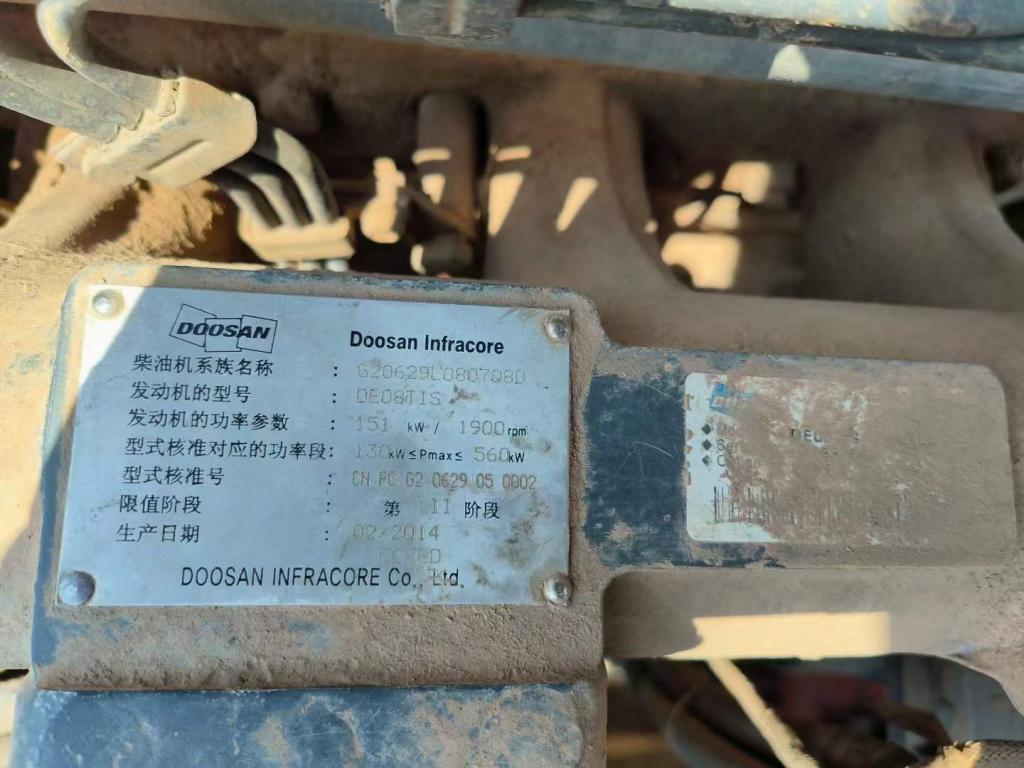 DOOSAN
Doosan Infracore
柴油机系族名称 : G20629L0807Q8D
发动机的型号 : DE08TIS
发动机的功率参数 : 151 kW / 1900rpm
型式核准对应的功率段: 130kW≤Pmax≤ 560kW
型式核准号 : CN FC G2 0629 05 0002
限值阶段 : 第 II 阶段
生产日期 : 02/2014
DOOSAN INFRACORE Co., Ltd.